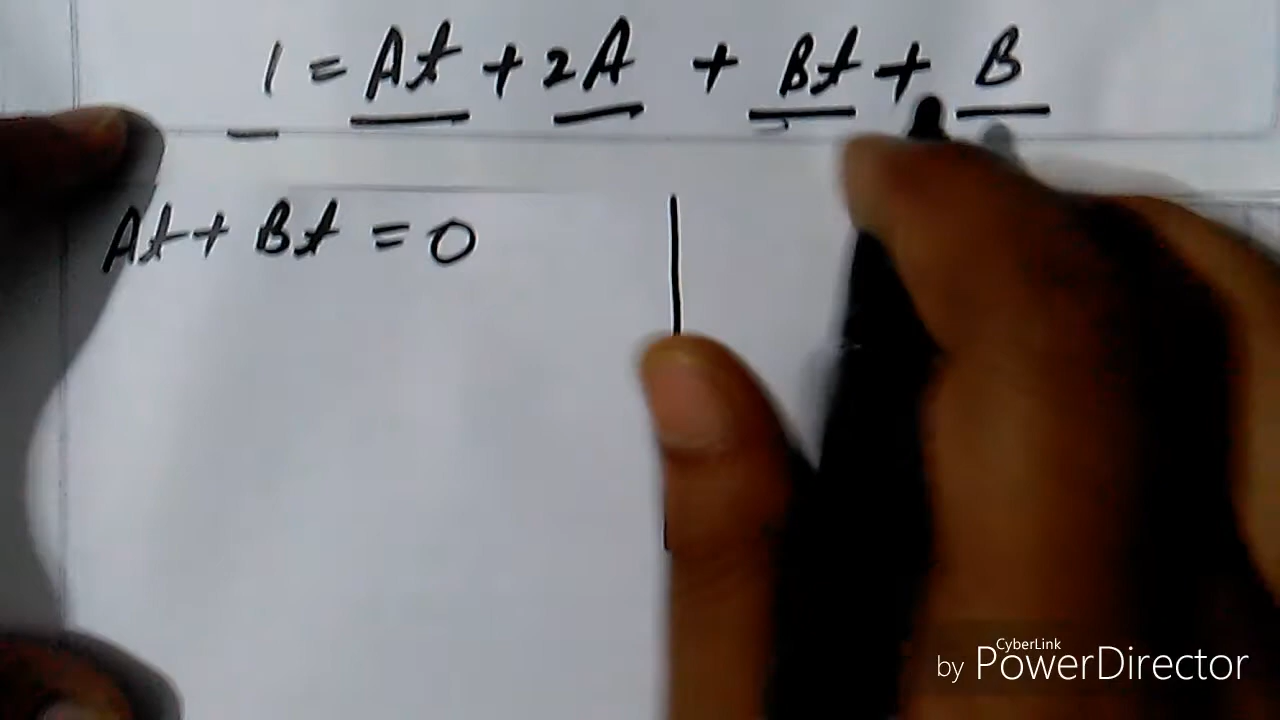 1 = At + 2A + Bt + B
At + Bt = 0
CyberLink
by PowerDirector